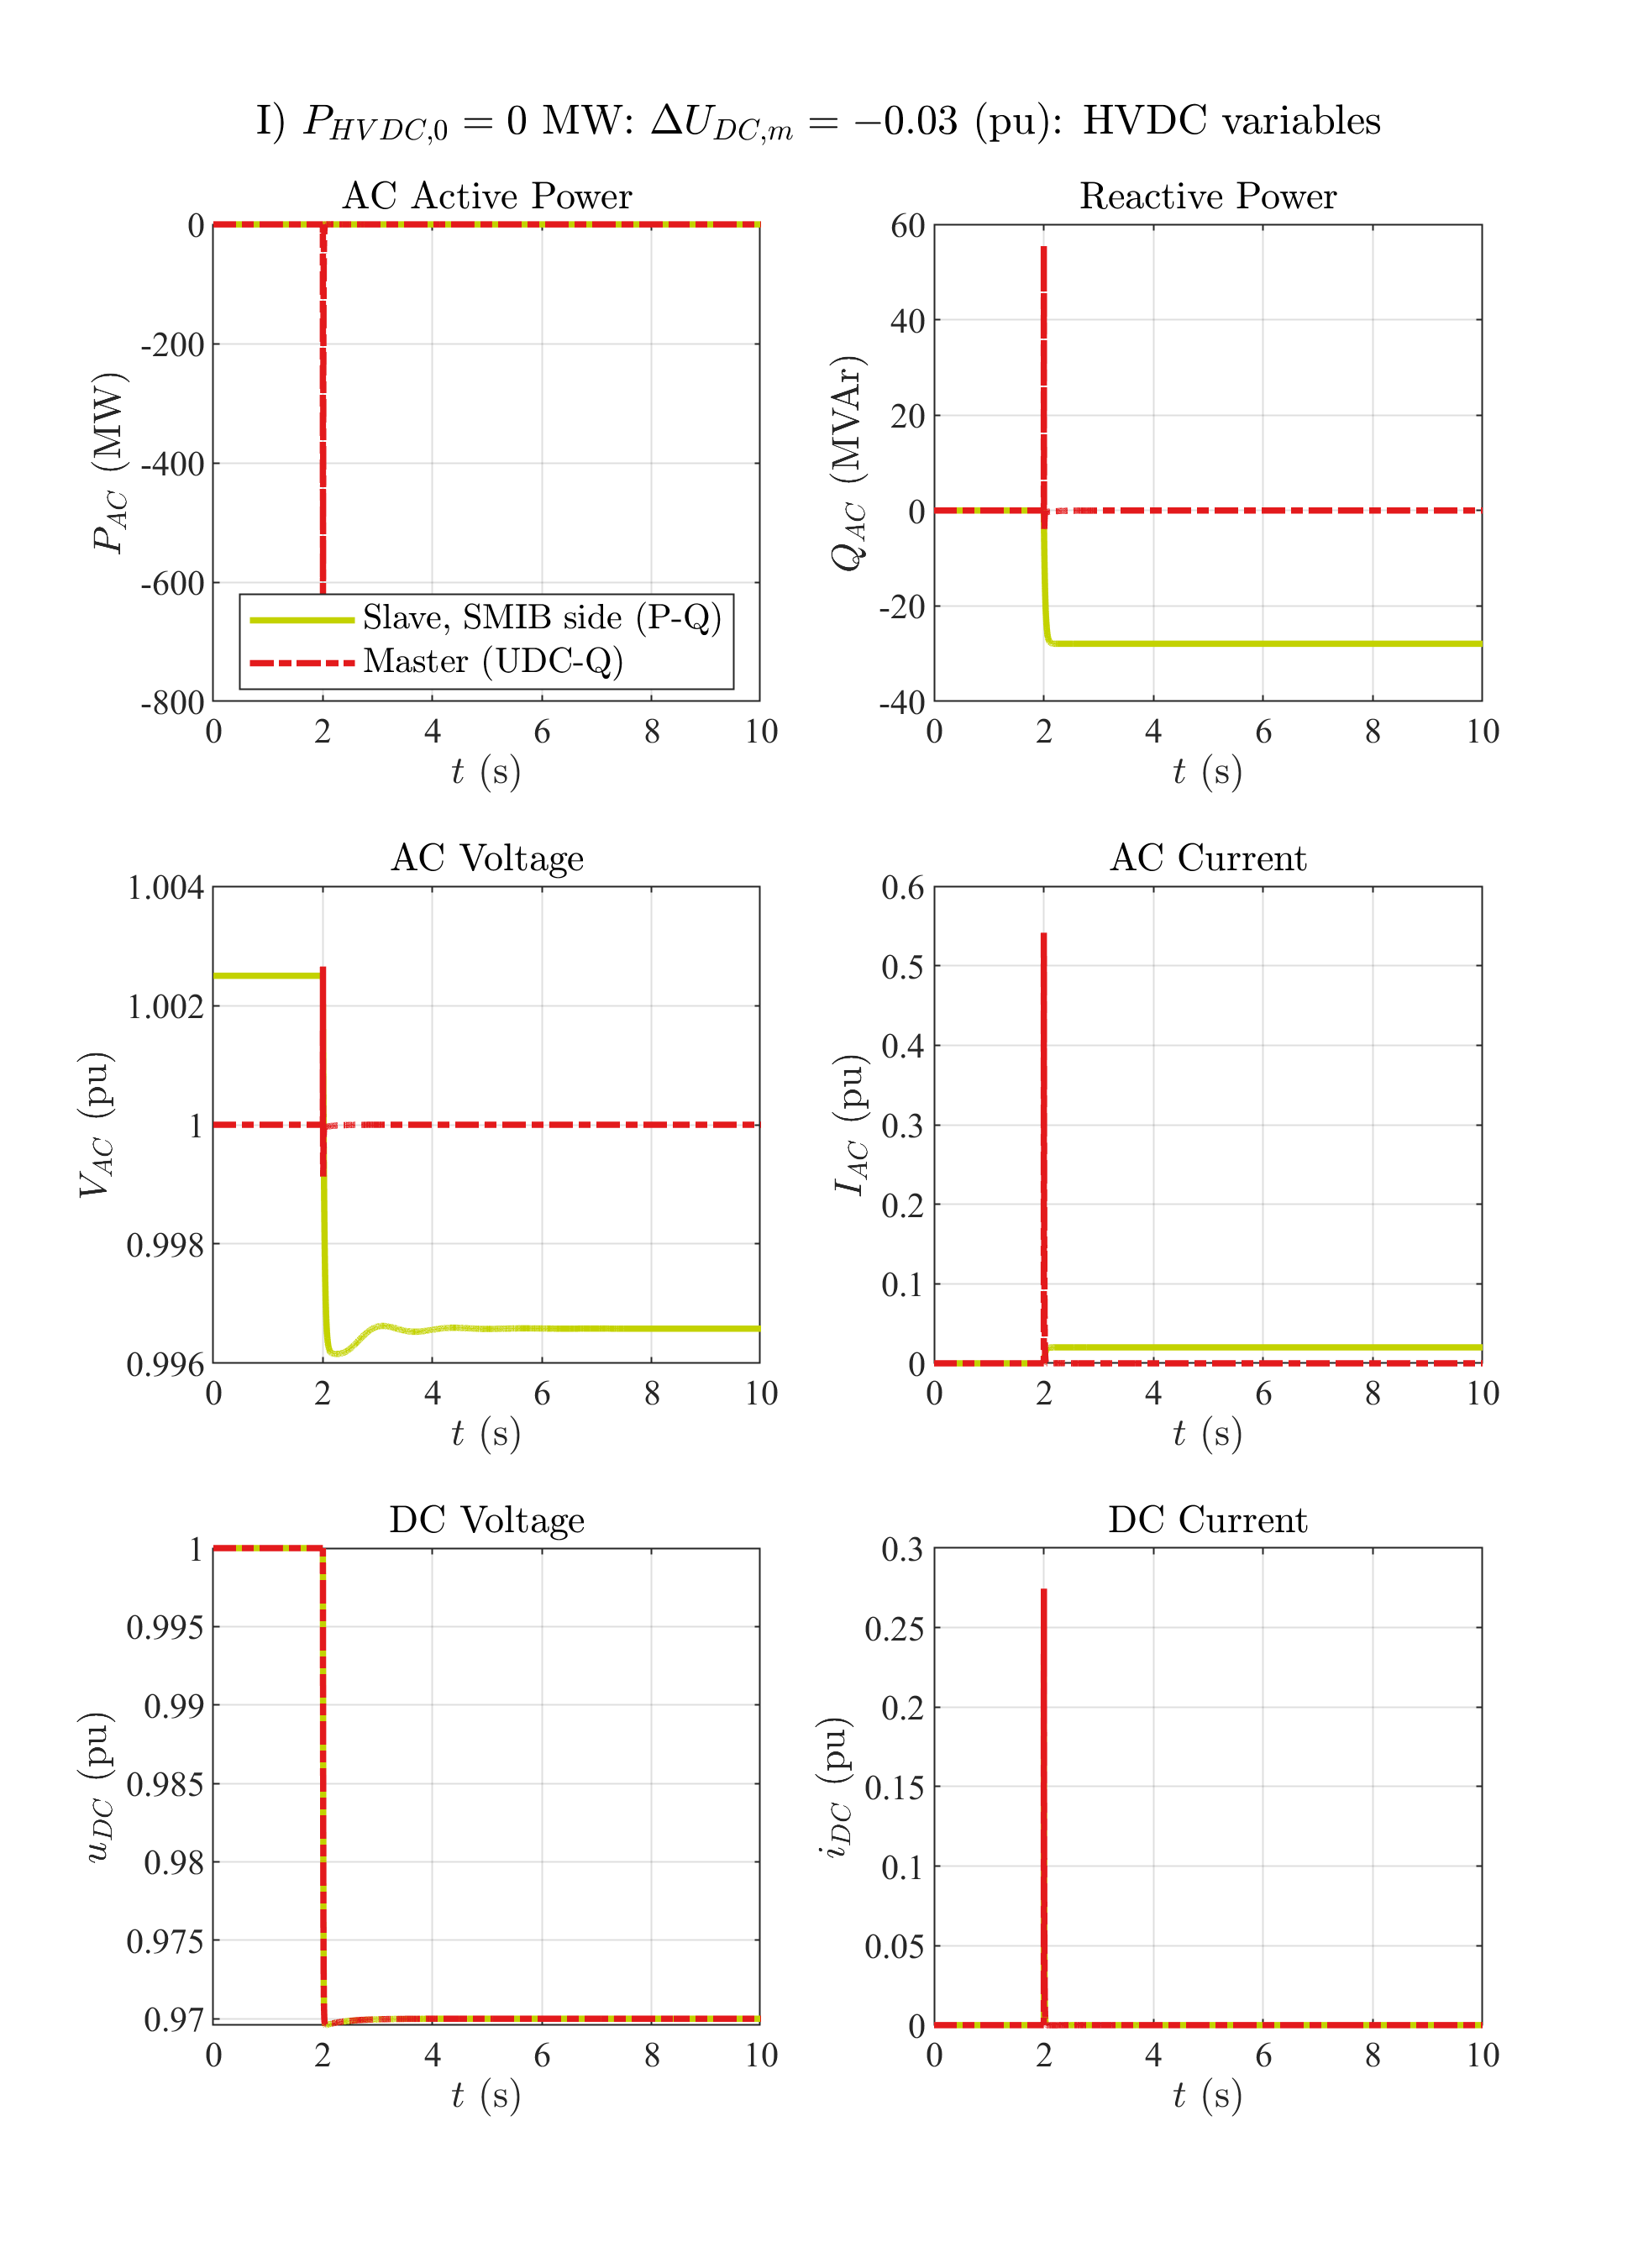 I) P_{HVDC,0} = 0 MW: ΔU_{DC,m} = −0.03 (pu): HVDC variables
AC Active Power
0
-200
-400
-600
-800
P_{AC} (MW)
Slave, SMIB side (P-Q)
Master (UDC-Q)
0 2 4 6 8 10
t (s)
Reactive Power
60
40
20
0
-20
-40
Q_{AC} (MVAr)
0 2 4 6 8 10
t (s)
AC Voltage
1.004
1.002
1
0.998
0.996
V_{AC} (pu)
0 2 4 6 8 10
t (s)
AC Current
0.6
0.5
0.4
0.3
0.2
0.1
0
I_{AC} (pu)
0 2 4 6 8 10
t (s)
DC Voltage
1
0.995
0.99
0.985
0.98
0.975
0.97
u_{DC} (pu)
0 2 4 6 8 10
t (s)
DC Current
0.3
0.25
0.2
0.15
0.1
0.05
0
i_{DC} (pu)
0 2 4 6 8 10
t (s)